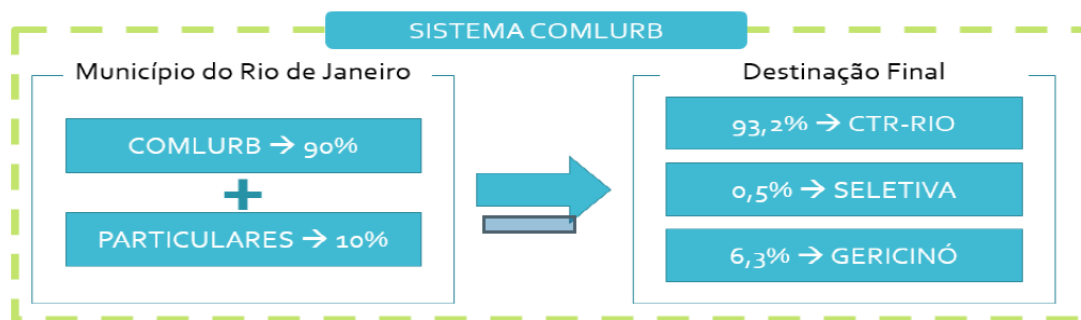 SISTEMA COMLURB
Município do Rio de Janeiro
COMLURB → 90%
+
PARTICULARES → 10%
Destinação Final
93,2% → CTR-RIO
0,5% → SELETIVA
6,3% → GERICINÓ